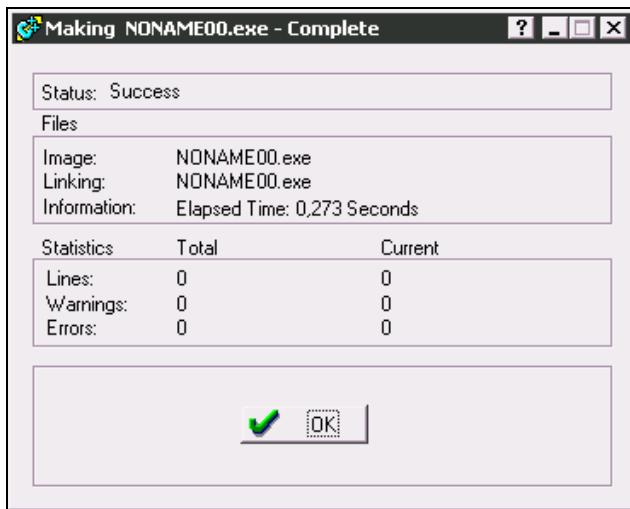 Making NONAME00.exe - Complete
Status: Success
Files
Image: NONAME00.exe
Linking: NONAME00.exe
Information: Elapsed Time: 0,273 Seconds
Statistics Total Current
Lines: 0 0
Warnings: 0 0
Errors: 0 0
OK